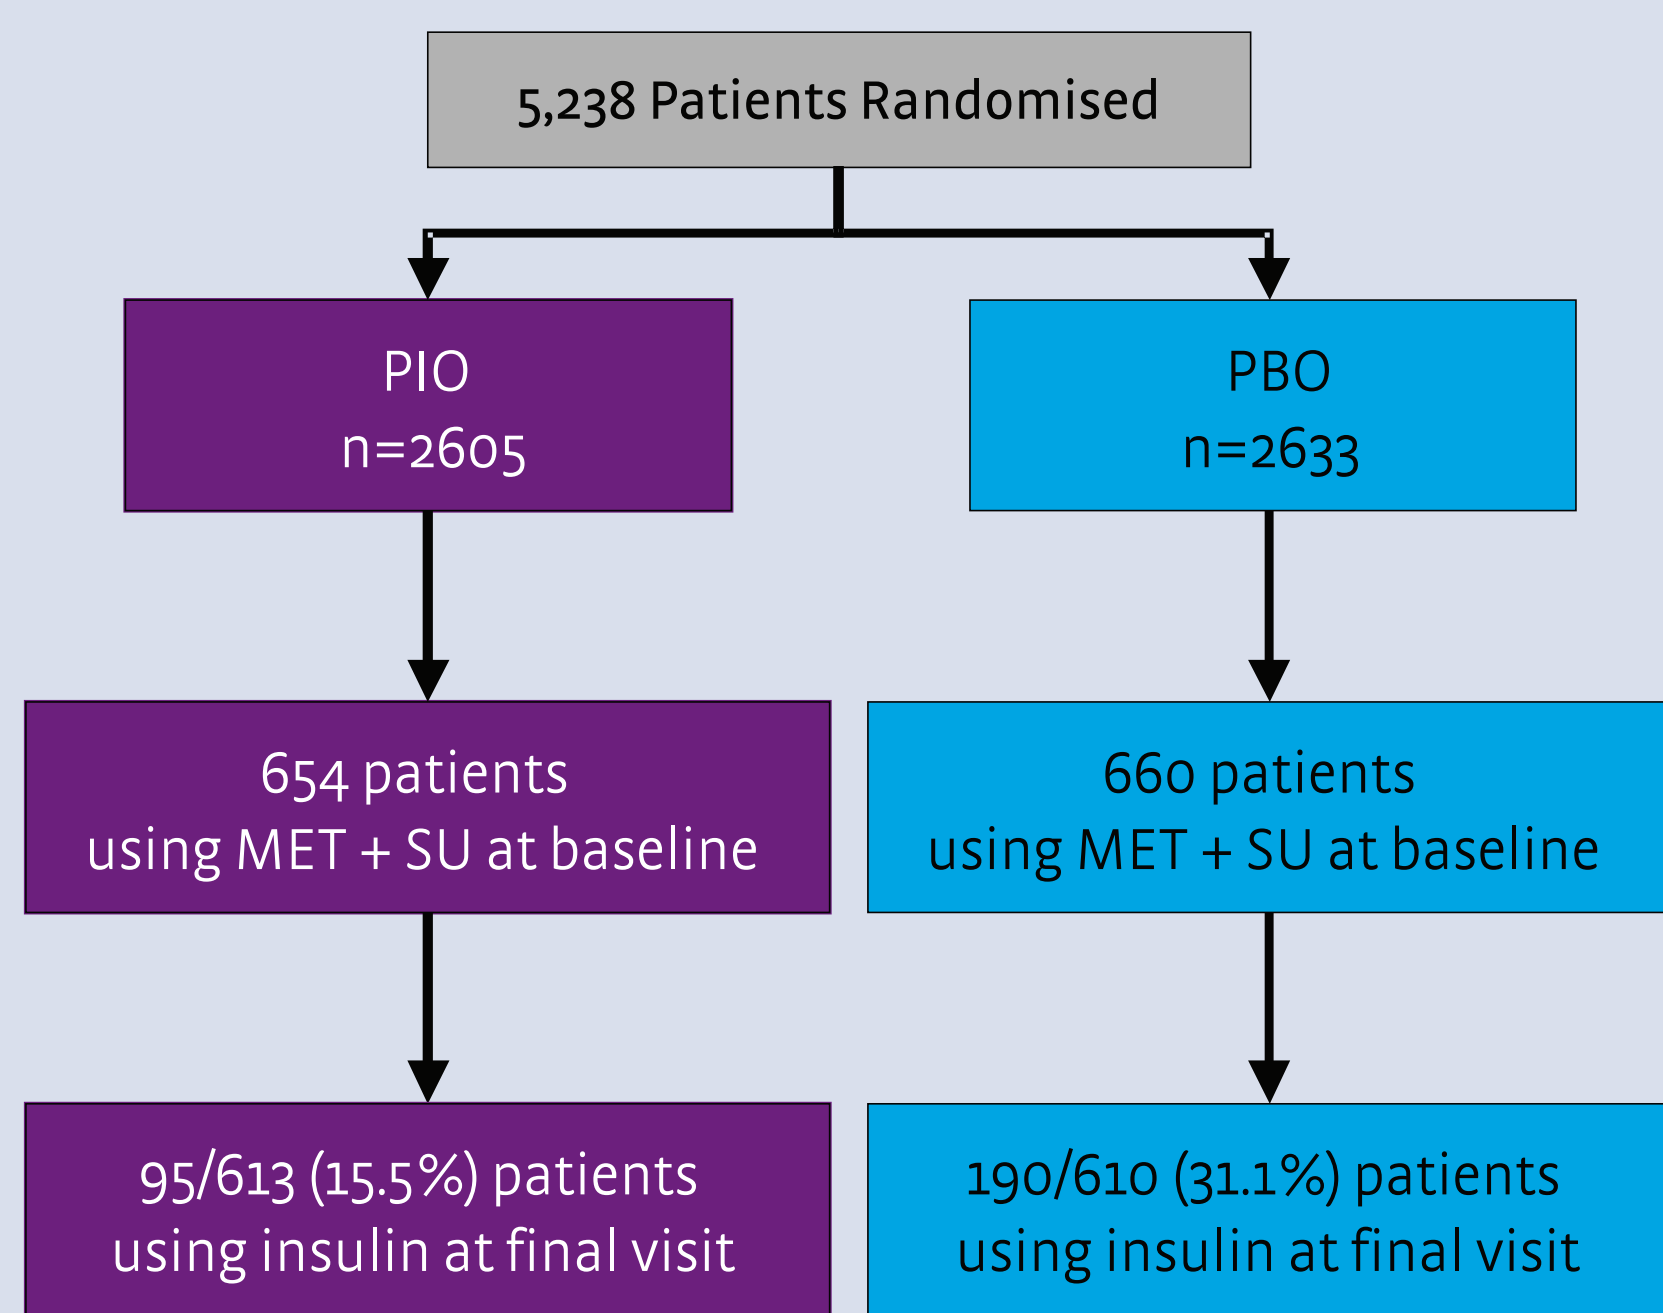 5,238 Patients Randomised
PIO
n=2605
PBO
n=2633
654 patients
using MET + SU at baseline
660 patients
using MET + SU at baseline
95/613 (15.5%) patients
using insulin at final visit
190/610 (31.1%) patients
using insulin at final visit